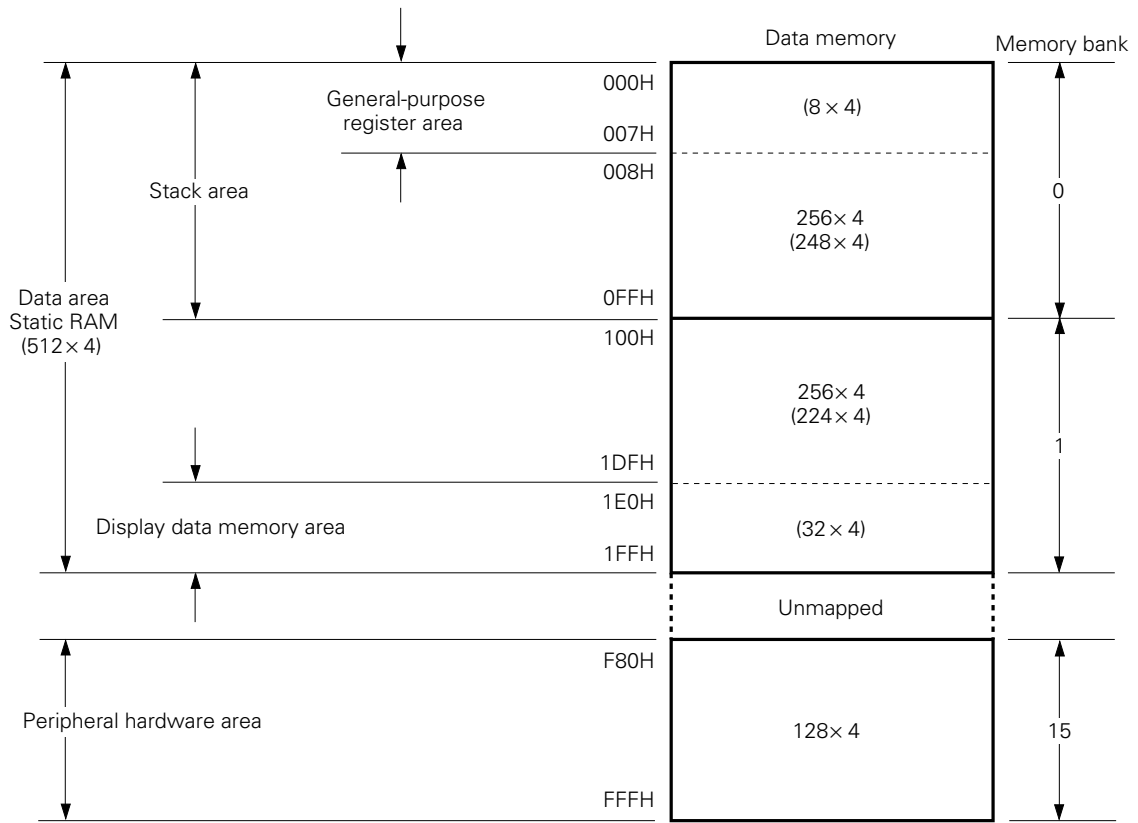 Data memory
Memory bank
000H
General-purpose
register area
(8 × 4)
007H
008H
Stack area
0
256× 4
(248 × 4)
Data area
Static RAM
(512× 4)
0FFH
100H
256× 4
(224 × 4)
1
1DFH
1E0H
Display data memory area
(32 × 4)
1FFH
Unmapped
F80H
Peripheral hardware area
128× 4
15
FFFH